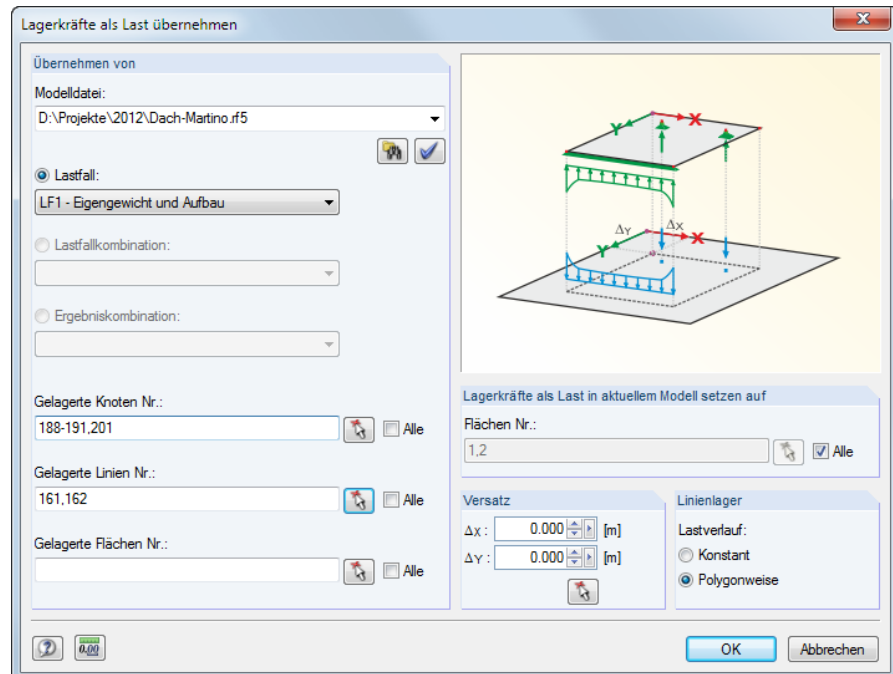 Lagerkräfte als Last übernehmen
Übernehmen von
Modelldatei:
D:\Projekte\2012\Dach-Martino.rf5
Lastfall:
LF1 - Eigengewicht und Aufbau
Lastfallkombination:
Ergebniskombination:
Gelagerte Knoten Nr.:
188-191,201
Alle
Gelagerte Linien Nr.:
161,162
Alle
Gelagerte Flächen Nr.:
Alle
Y
X
ΔY
ΔX
Y
X
Lagerkräfte als Last in aktuellem Modell setzen auf
Flächen Nr.:
1,2
Alle
Versatz
ΔX :
0.000
[m]
ΔY :
0.000
[m]
Linienlager
Lastverlauf:
Konstant
Polygonweise
0.00
OK
Abbrechen